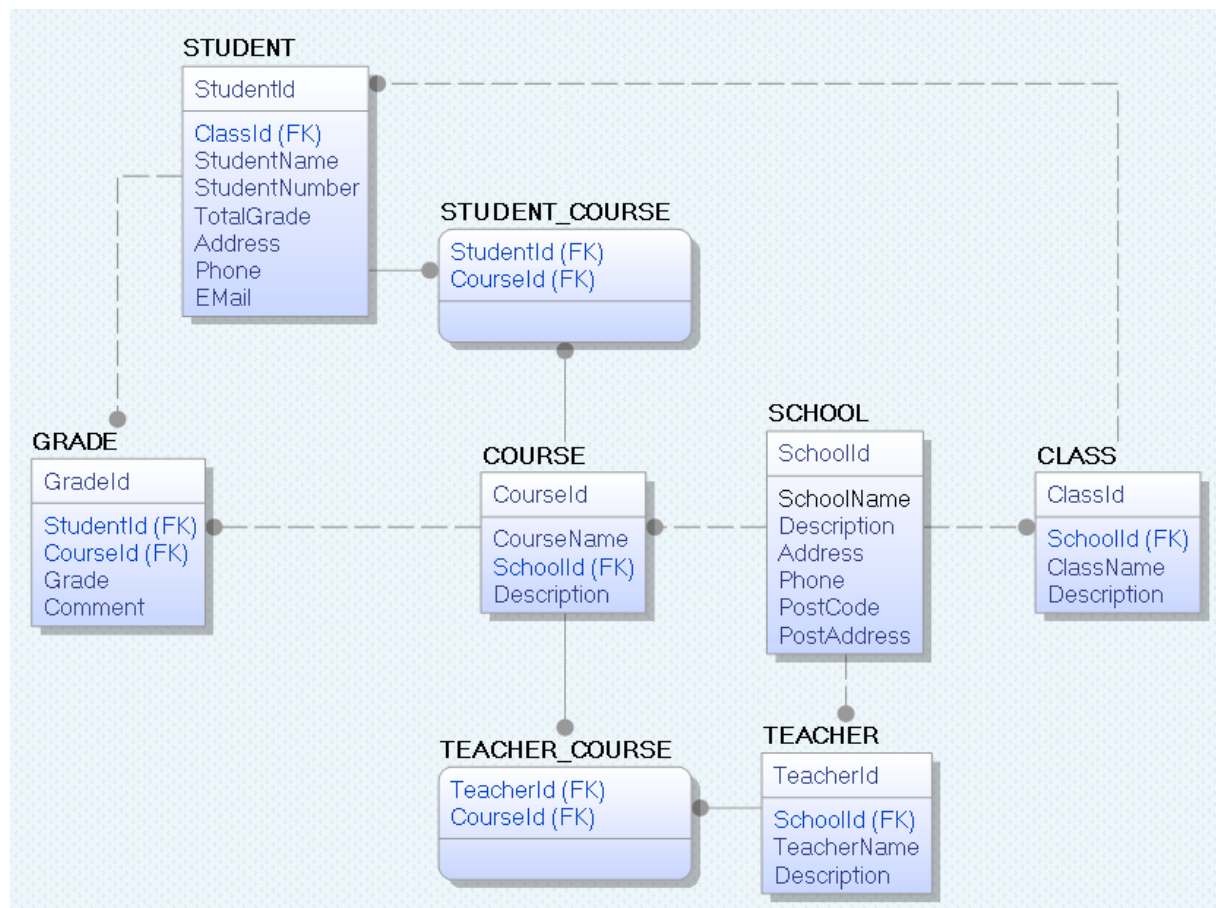 STUDENT
StudentId
ClassId (FK)
StudentName
StudentNumber
TotalGrade
Address
Phone
EMail
STUDENT_COURSE
StudentId (FK)
CourseId (FK)
GRADE
GradeId
StudentId (FK)
CourseId (FK)
Grade
Comment
COURSE
CourseId
CourseName
SchoolId (FK)
Description
SCHOOL
SchoolId
SchoolName
Description
Address
Phone
PostCode
PostAddress
CLASS
ClassId
SchoolId (FK)
ClassName
Description
TEACHER_COURSE
TeacherId (FK)
CourseId (FK)
TEACHER
TeacherId
SchoolId (FK)
TeacherName
Description